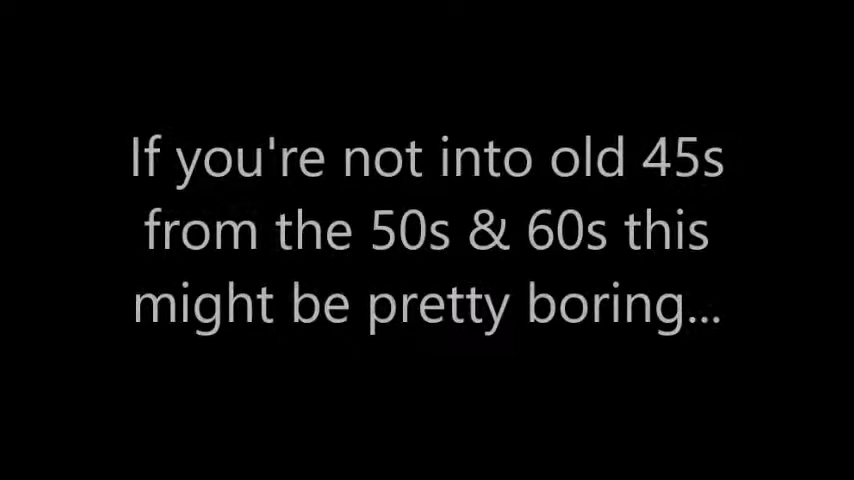 If you're not into old 45s
from the 50s & 60s this
might be pretty boring...